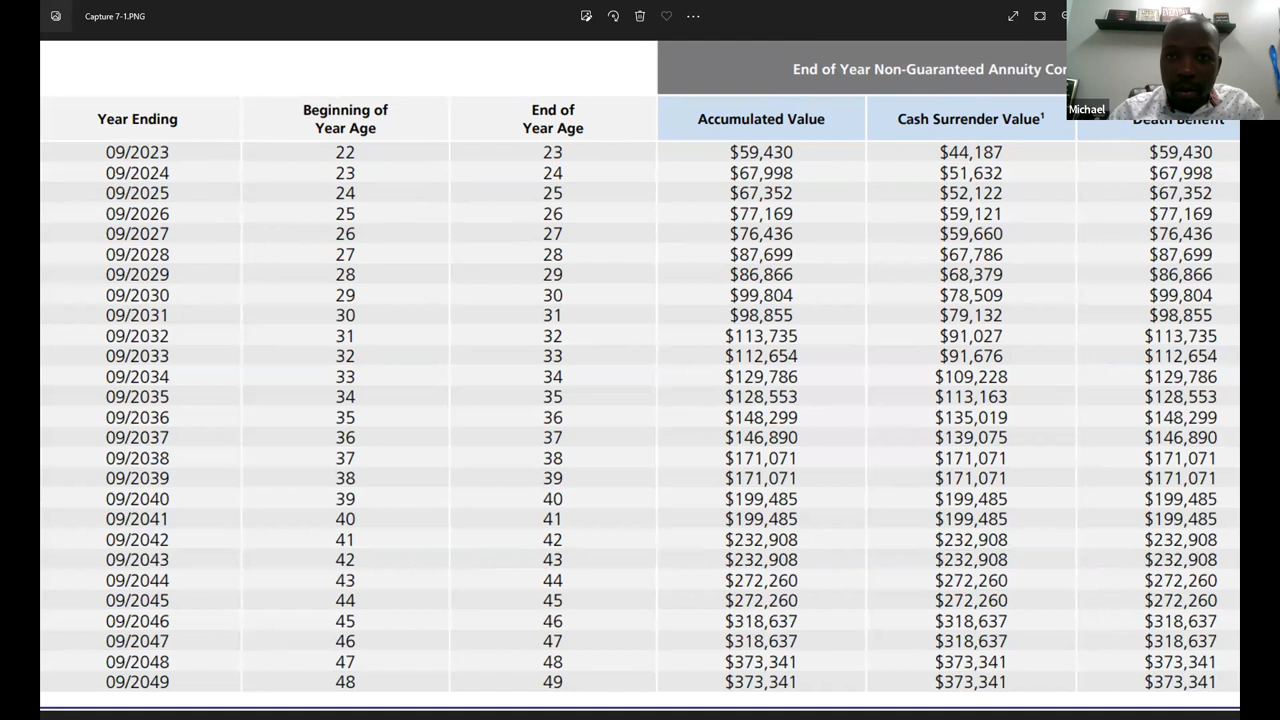 Capture 7-1.PNG
End of Year Non-Guaranteed Annuity
Michael
Year Ending Beginning of Year Age End of Year Age Accumulated Value Cash Surrender Value¹ Death Benefit
09/2023 22 23 $59,430 $44,187 $59,430
09/2024 23 24 $67,998 $51,632 $67,998
09/2025 24 25 $67,352 $52,122 $67,352
09/2026 25 26 $77,169 $59,121 $77,169
09/2027 26 27 $76,436 $59,660 $76,436
09/2028 27 28 $87,699 $67,786 $87,699
09/2029 28 29 $86,866 $68,379 $86,866
09/2030 29 30 $99,804 $78,509 $99,804
09/2031 30 31 $98,855 $79,132 $98,855
09/2032 31 32 $113,735 $91,027 $113,735
09/2033 32 33 $112,654 $91,676 $112,654
09/2034 33 34 $129,786 $109,228 $129,786
09/2035 34 35 $128,553 $113,163 $128,553
09/2036 35 36 $148,299 $135,019 $148,299
09/2037 36 37 $146,890 $139,075 $146,890
09/2038 37 38 $171,071 $171,071 $171,071
09/2039 38 39 $171,071 $171,071 $171,071
09/2040 39 40 $199,485 $199,485 $199,485
09/2041 40 41 $199,485 $199,485 $199,485
09/2042 41 42 $232,908 $232,908 $232,908
09/2043 42 43 $232,908 $232,908 $232,908
09/2044 43 44 $272,260 $272,260 $272,260
09/2045 44 45 $272,260 $272,260 $272,260
09/2046 45 46 $318,637 $318,637 $318,637
09/2047 46 47 $318,637 $318,637 $318,637
09/2048 47 48 $373,341 $373,341 $373,341
09/2049 48 49 $373,341 $373,341 $373,341